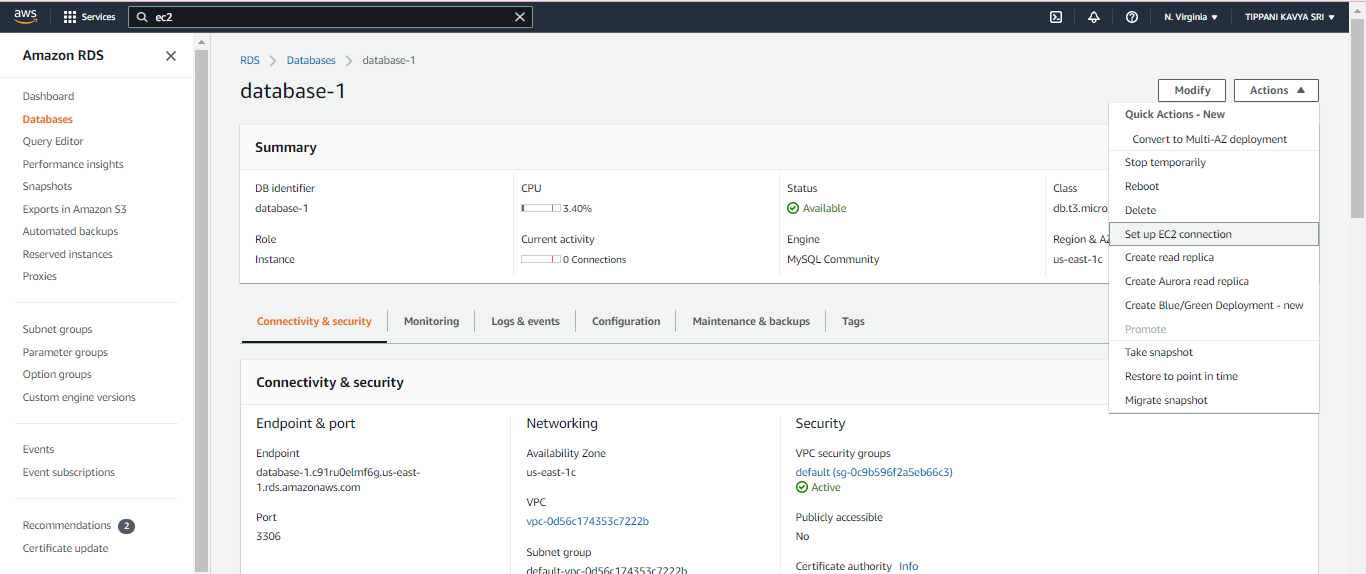 aws
Services
ec2
N. Virginia
TIPPANI KAVYA SRI
Amazon RDS
Dashboard
Databases
Query Editor
Performance insights
Snapshots
Exports in Amazon S3
Automated backups
Reserved instances
Proxies
Subnet groups
Parameter groups
Option groups
Custom engine versions
Events
Event subscriptions
Recommendations 2
Certificate update
RDS
Databases
database-1
database-1
Modify
Actions
Quick Actions - New
Convert to Multi-AZ deployment
Stop temporarily
Reboot
Delete
Set up EC2 connection
Create read replica
Create Aurora read replica
Create Blue/Green Deployment - new
Promote
Take snapshot
Restore to point in time
Migrate snapshot
Summary
DB identifier
database-1
CPU
3.40%
Status
Available
Class
db.t3.micro
Role
Instance
Current activity
0 Connections
Engine
MySQL Community
Region & AZ
us-east-1c
Connectivity & security
Monitoring
Logs & events
Configuration
Maintenance & backups
Tags
Connectivity & security
Endpoint & port
Endpoint
database-1.c91ru0elmf6g.us-east-
1.rds.amazonaws.com
Port
3306
Networking
Availability Zone
us-east-1c
VPC
vpc-0d56c174353c7222b
Subnet group
default-vpc-0d56c174353c7222b
Security
VPC security groups
default (sg-0c9b596f2a5eb66c3)
Active
Publicly accessible
No
Certificate authority Info